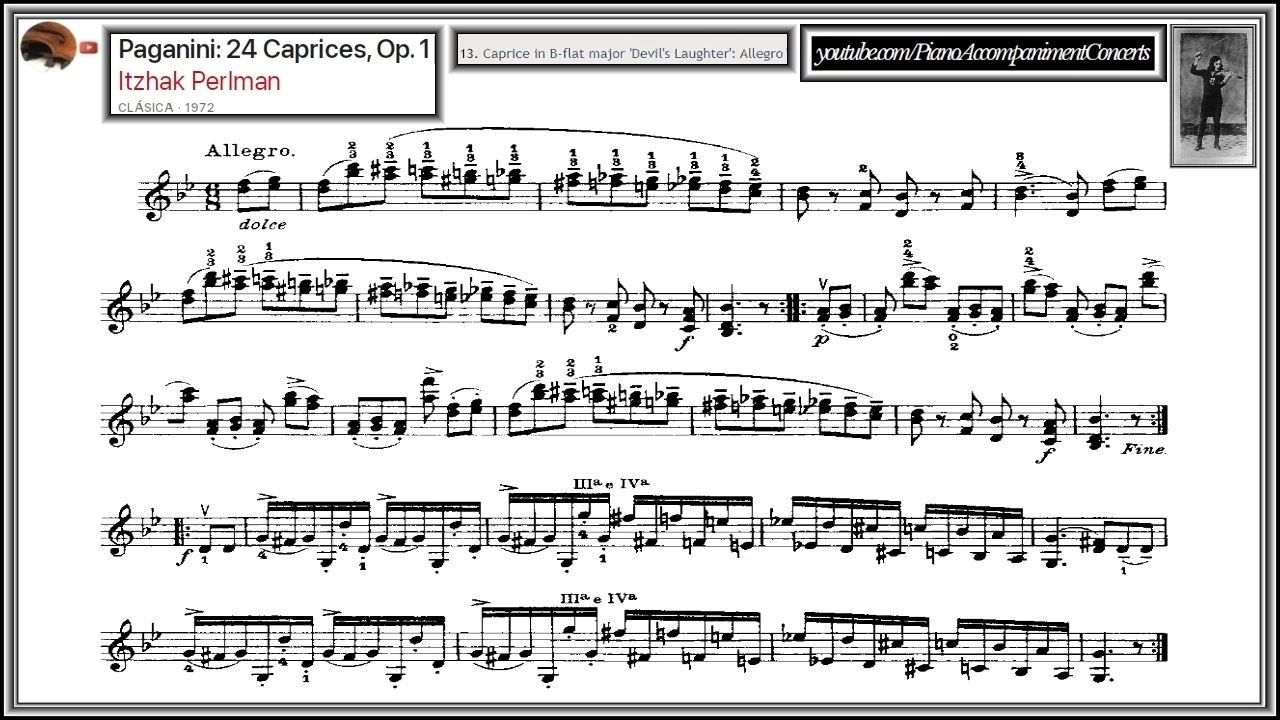 Paganini: 24 Caprices, Op. 1
Itzhak Perlman
CLÁSICA · 1972
13. Caprice in B-flat major 'Devil's Laughter': Allegro
youtube.com/PianoAccompanimentConcerts
Allegro.
dolce
f
p
f
Fine.
IIIª e IVª
f
IIIª e IVª